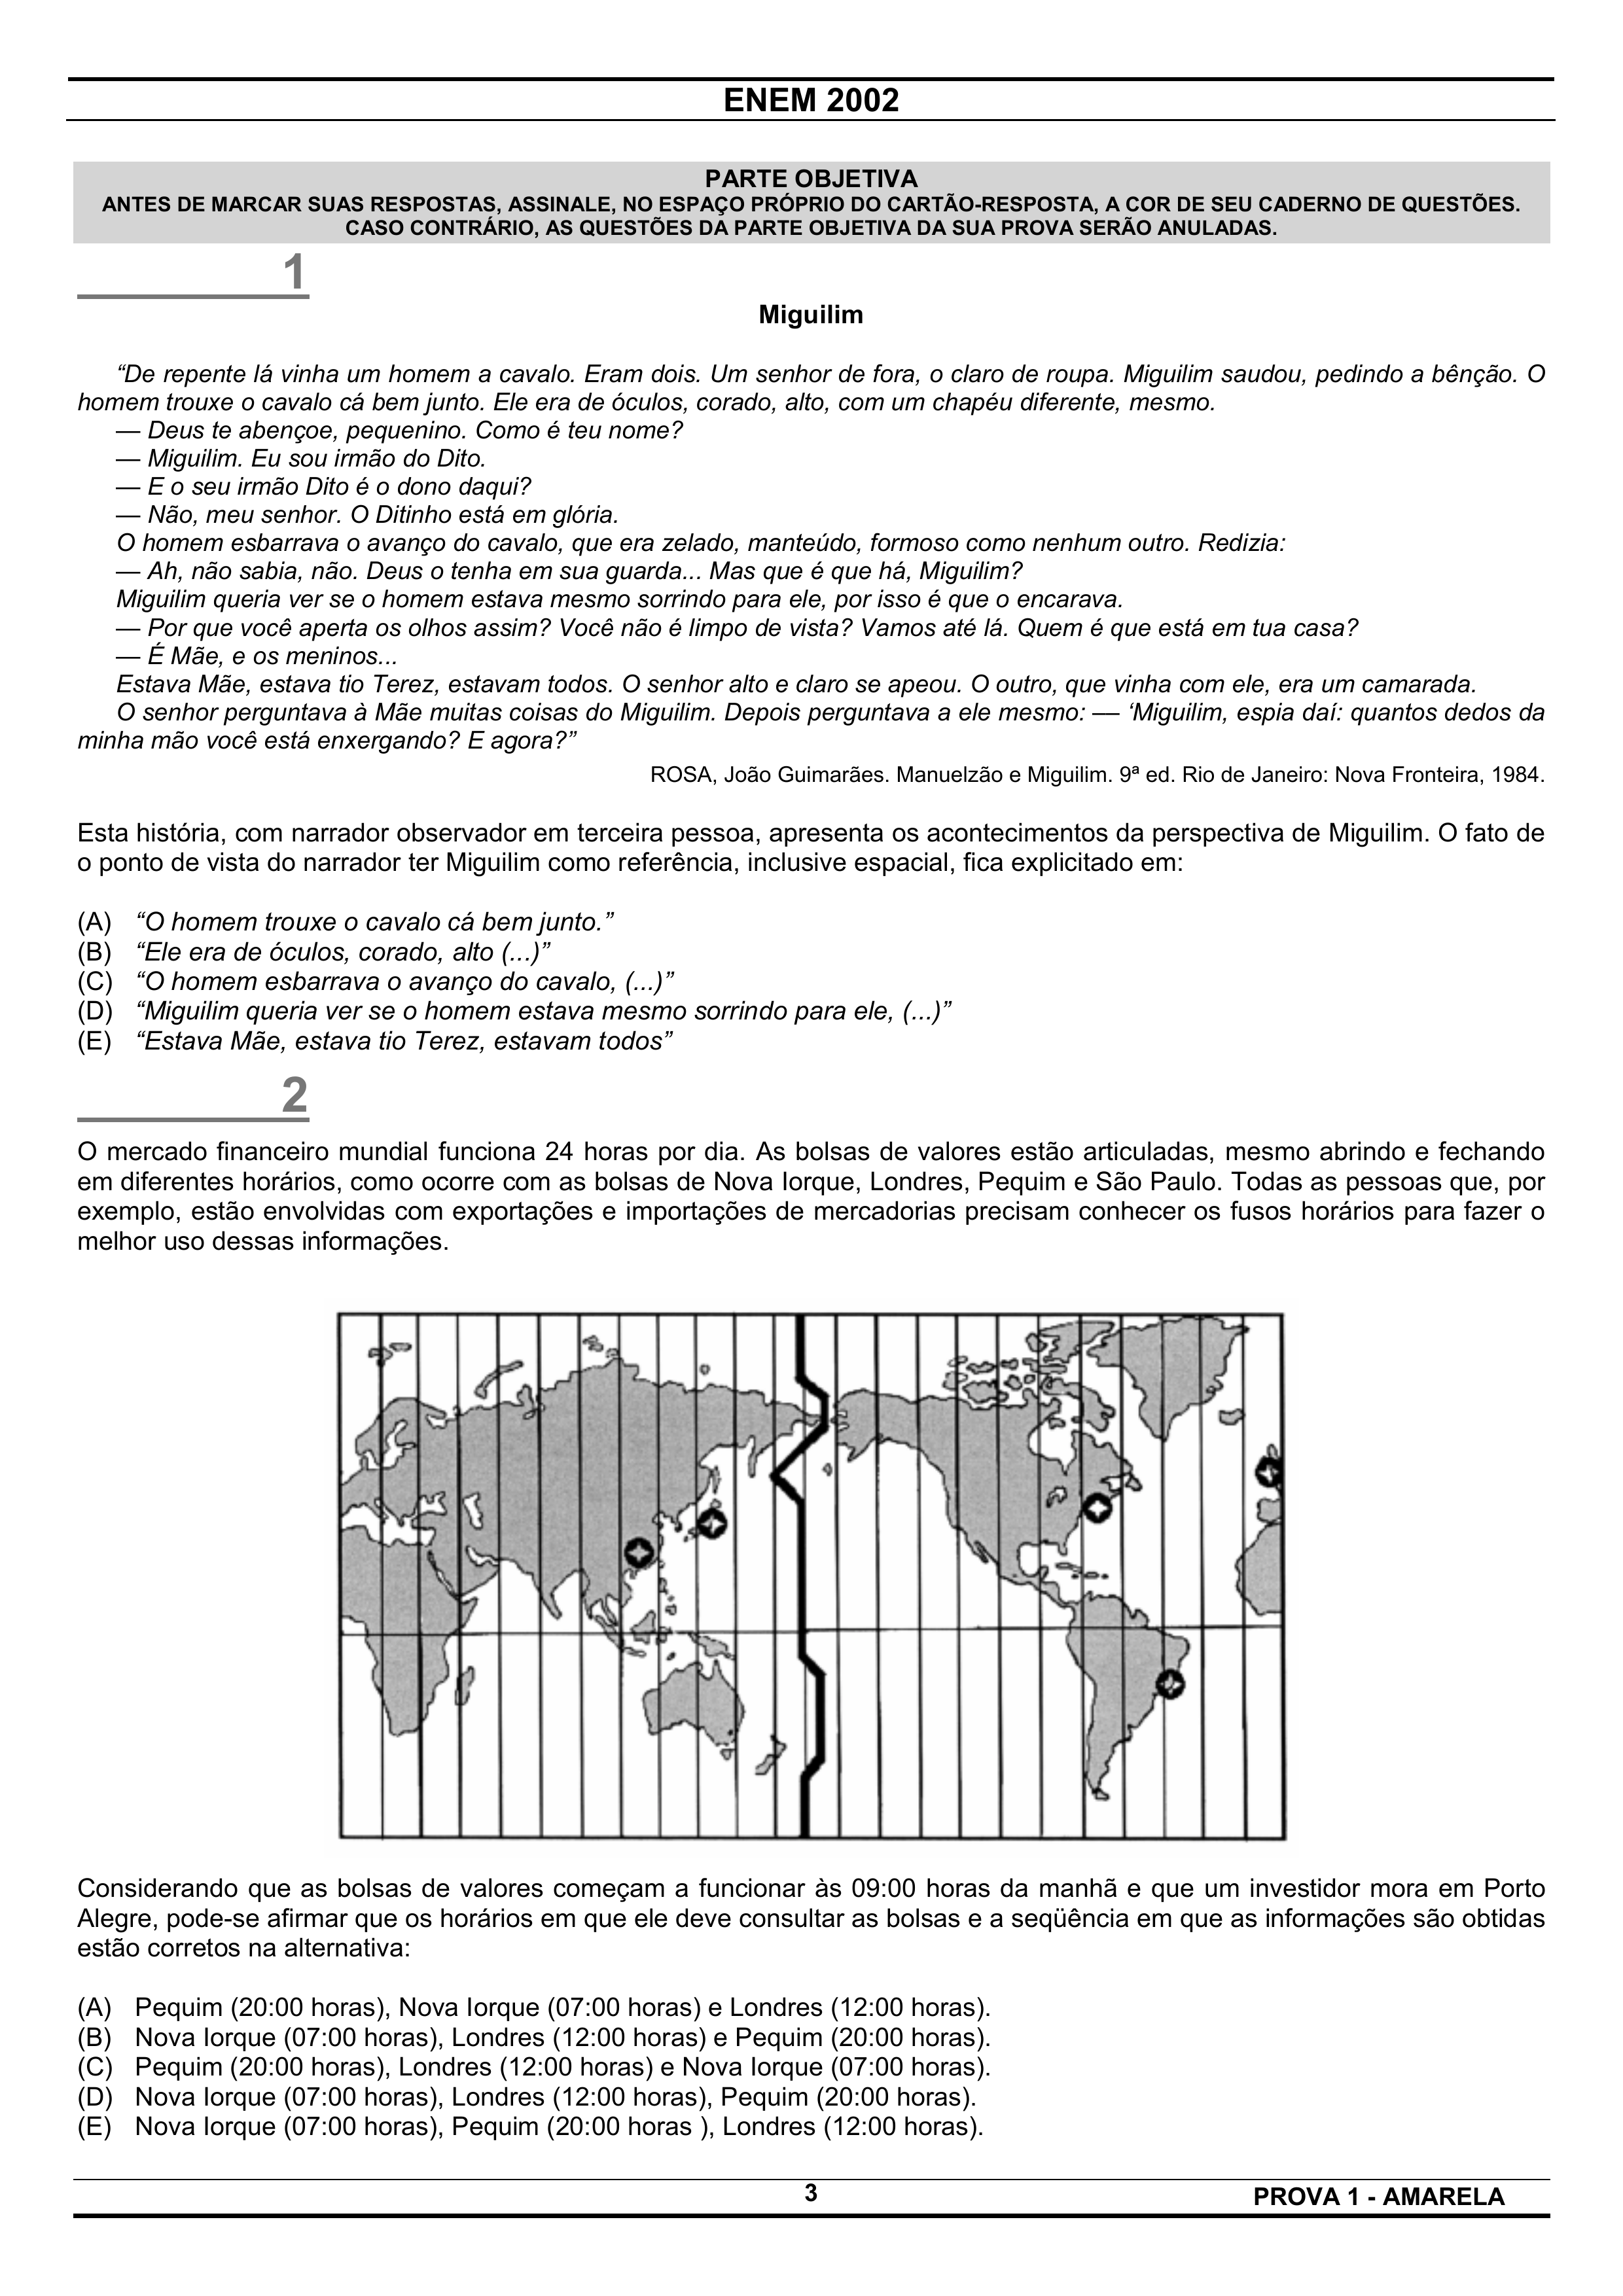 ENEM 2002
PARTE OBJETIVA
ANTES DE MARCAR SUAS RESPOSTAS, ASSINALE, NO ESPAÇO PRÓPRIO DO CARTÃO-RESPOSTA, A COR DE SEU CADERNO DE QUESTÕES.
CASO CONTRÁRIO, AS QUESTÕES DA PARTE OBJETIVA DA SUA PROVA SERÃO ANULADAS.
1
Miguilim
“De repente lá vinha um homem a cavalo. Eram dois. Um senhor de fora, o claro de roupa. Miguilim saudou, pedindo a bênção. O
homem trouxe o cavalo cá bem junto. Ele era de óculos, corado, alto, com um chapéu diferente, mesmo.
— Deus te abençoe, pequenino. Como é teu nome?
— Miguilim. Eu sou irmão do Dito.
— E o seu irmão Dito é o dono daqui?
— Não, meu senhor. O Ditinho está em glória.
O homem esbarrava o avanço do cavalo, que era zelado, manteúdo, formoso como nenhum outro. Redizia:
— Ah, não sabia, não. Deus o tenha em sua guarda... Mas que é que há, Miguilim?
Miguilim queria ver se o homem estava mesmo sorrindo para ele, por isso é que o encarava.
— Por que você aperta os olhos assim? Você não é limpo de vista? Vamos até lá. Quem é que está em tua casa?
— É Mãe, e os meninos...
Estava Mãe, estava tio Terez, estavam todos. O senhor alto e claro se apeou. O outro, que vinha com ele, era um camarada.
O senhor perguntava à Mãe muitas coisas do Miguilim. Depois perguntava a ele mesmo: — ‘Miguilim, espia daí: quantos dedos da
minha mão você está enxergando? E agora?”
ROSA, João Guimarães. Manuelzão e Miguilim. 9ª ed. Rio de Janeiro: Nova Fronteira, 1984.
Esta história, com narrador observador em terceira pessoa, apresenta os acontecimentos da perspectiva de Miguilim. O fato de
o ponto de vista do narrador ter Miguilim como referência, inclusive espacial, fica explicitado em:
(A) “O homem trouxe o cavalo cá bem junto.”
(B) “Ele era de óculos, corado, alto (...)”
(C) “O homem esbarrava o avanço do cavalo, (...)”
(D) “Miguilim queria ver se o homem estava mesmo sorrindo para ele, (...)”
(E) “Estava Mãe, estava tio Terez, estavam todos”
2
O mercado financeiro mundial funciona 24 horas por dia. As bolsas de valores estão articuladas, mesmo abrindo e fechando
em diferentes horários, como ocorre com as bolsas de Nova Iorque, Londres, Pequim e São Paulo. Todas as pessoas que, por
exemplo, estão envolvidas com exportações e importações de mercadorias precisam conhecer os fusos horários para fazer o
melhor uso dessas informações.
Considerando que as bolsas de valores começam a funcionar às 09:00 horas da manhã e que um investidor mora em Porto
Alegre, pode-se afirmar que os horários em que ele deve consultar as bolsas e a seqüência em que as informações são obtidas
estão corretos na alternativa:
(A) Pequim (20:00 horas), Nova Iorque (07:00 horas) e Londres (12:00 horas).
(B) Nova Iorque (07:00 horas), Londres (12:00 horas) e Pequim (20:00 horas).
(C) Pequim (20:00 horas), Londres (12:00 horas) e Nova Iorque (07:00 horas).
(D) Nova Iorque (07:00 horas), Londres (12:00 horas), Pequim (20:00 horas).
(E) Nova Iorque (07:00 horas), Pequim (20:00 horas ), Londres (12:00 horas).
3
PROVA 1 - AMARELA